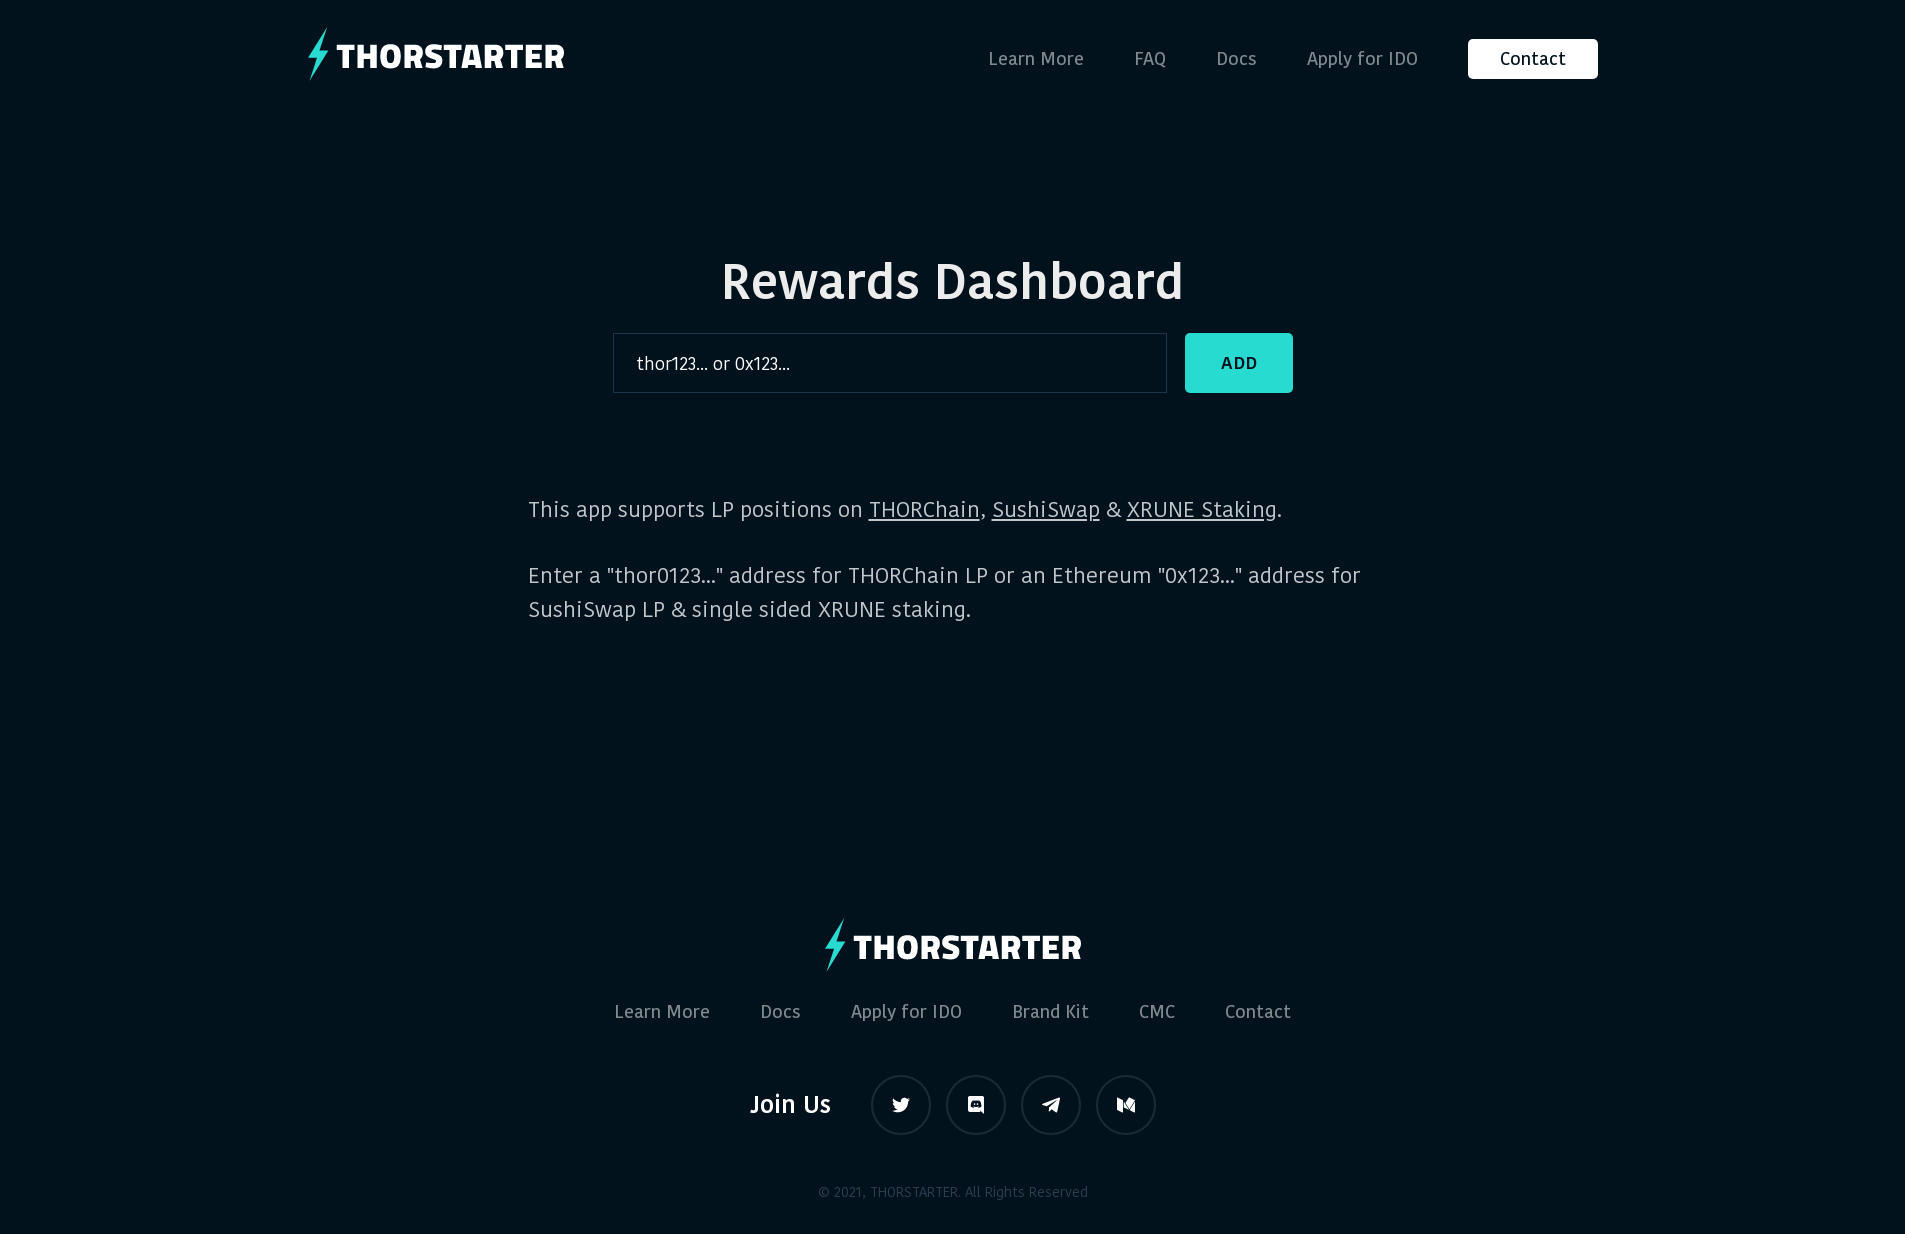 THORSTARTER
Learn More
FAQ
Docs
Apply for IDO
Contact
Rewards Dashboard
thor123... or 0x123...
ADD
This app supports LP positions on THORChain, SushiSwap & XRUNE Staking.
Enter a "thor0123..." address for THORChain LP or an Ethereum "0x123..." address for
SushiSwap LP & single sided XRUNE staking.
THORSTARTER
Learn More
Docs
Apply for IDO
Brand Kit
CMC
Contact
Join Us
© 2021, THORSTARTER. All Rights Reserved